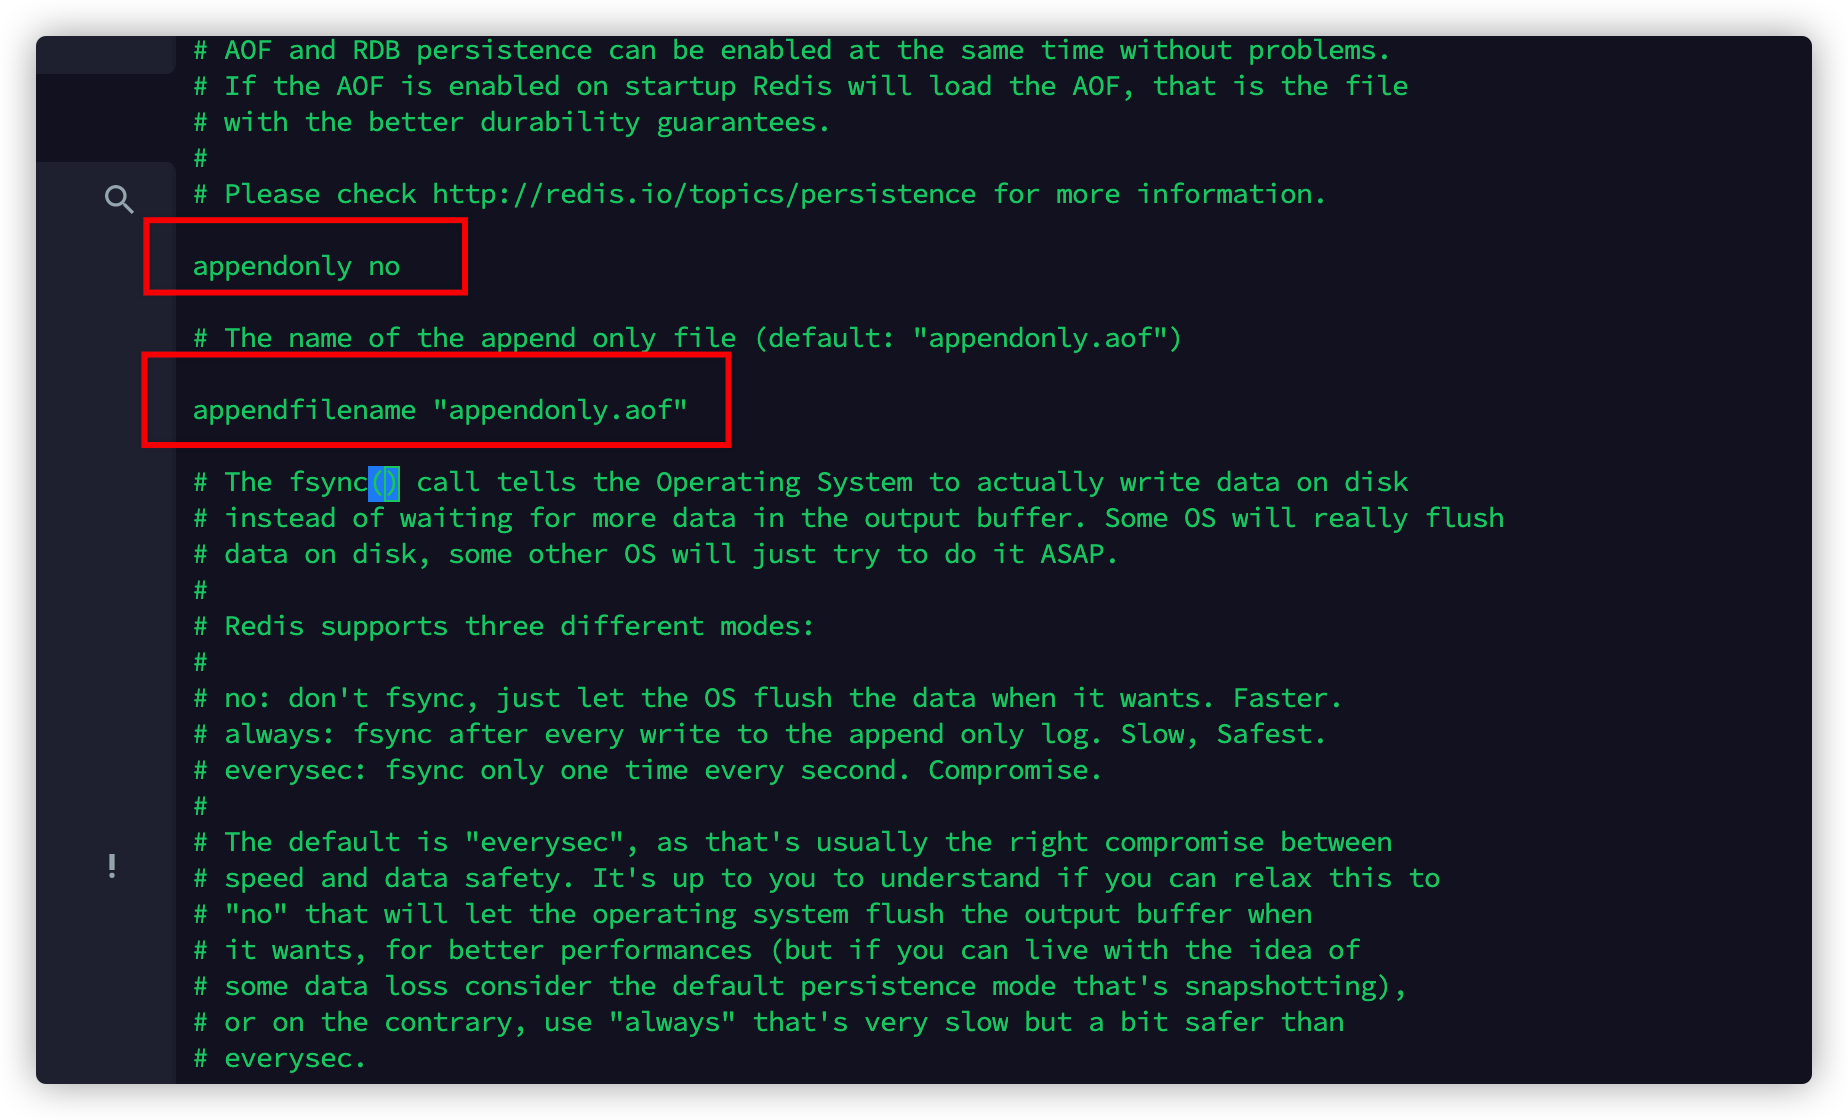 # AOF and RDB persistence can be enabled at the same time without problems.
# If the AOF is enabled on startup Redis will load the AOF, that is the file
# with the better durability guarantees.
#
# Please check http://redis.io/topics/persistence for more information.
appendonly no
# The name of the append only file (default: "appendonly.aof")
appendfilename "appendonly.aof"
# The fsync() call tells the Operating System to actually write data on disk
# instead of waiting for more data in the output buffer. Some OS will really flush
# data on disk, some other OS will just try to do it ASAP.
#
# Redis supports three different modes:
#
# no: don't fsync, just let the OS flush the data when it wants. Faster.
# always: fsync after every write to the append only log. Slow, Safest.
# everysec: fsync only one time every second. Compromise.
#
# The default is "everysec", as that's usually the right compromise between
# speed and data safety. It's up to you to understand if you can relax this to
# "no" that will let the operating system flush the output buffer when
# it wants, for better performances (but if you can live with the idea of
# some data loss consider the default persistence mode that's snapshotting),
# or on the contrary, use "always" that's very slow but a bit safer than
# everysec.